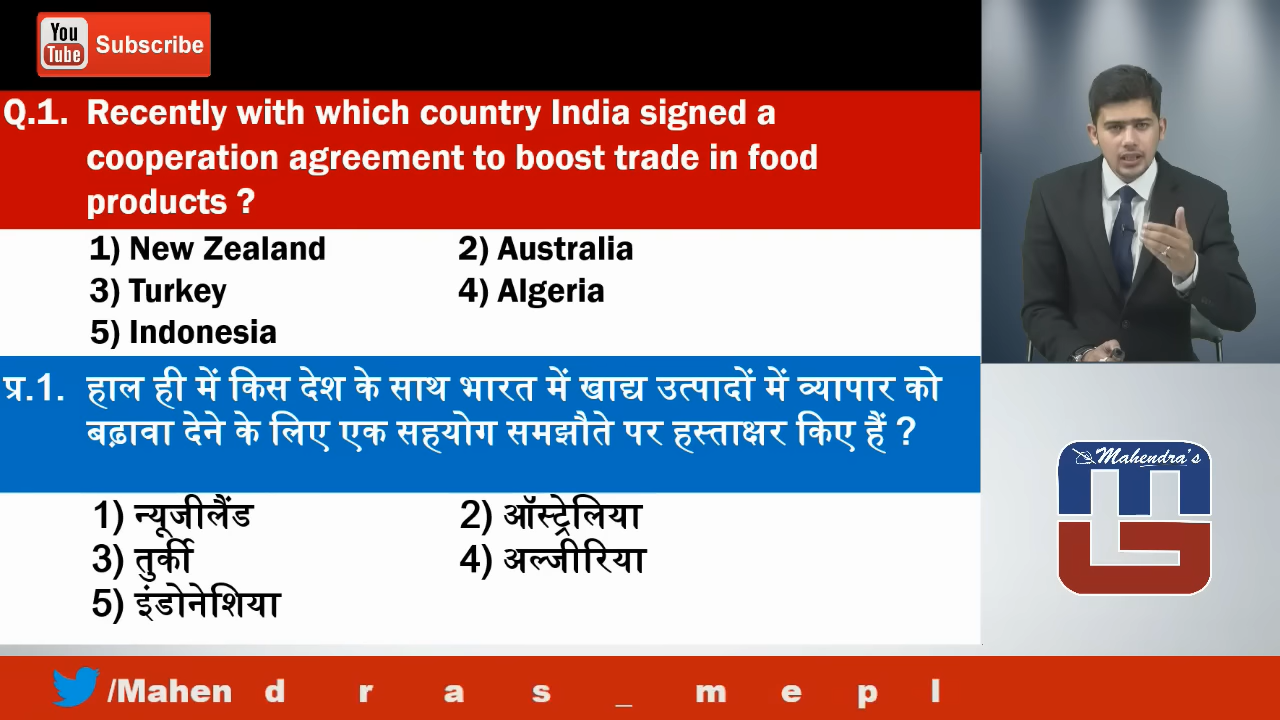 You
Tube
Subscribe
Q.1. Recently with which country India signed a
cooperation agreement to boost trade in food
products ?
1) New Zealand 2) Australia
3) Turkey 4) Algeria
5) Indonesia
प्र.1. हाल ही में किस देश के साथ भारत में खाद्य उत्पादों में व्यापार को
बढ़ावा देने के लिए एक सहयोग समझौते पर हस्ताक्षर किए हैं ?
1) न्यूजीलैंड 2) ऑस्ट्रेलिया
3) तुर्की 4) अल्जीरिया
5) इंडोनेशिया
Mahendra's
/Mahen d r a s _ m e p l